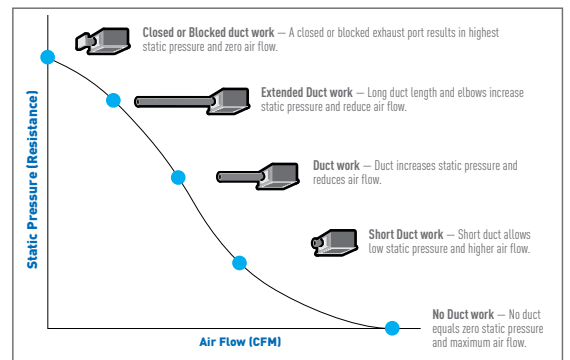 Closed or Blocked duct work — A closed or blocked exhaust port results in highest
static pressure and zero air flow.
Extended Duct work — Long duct length and elbows increase
static pressure and reduce air flow.
Duct work — Duct increases static pressure and
reduces air flow.
Short Duct work — Short duct allows
low static pressure and higher air flow.
No Duct work — No duct
equals zero static pressure
and maximum air flow.
Static Pressure (Resistance)
Air Flow (CFM)